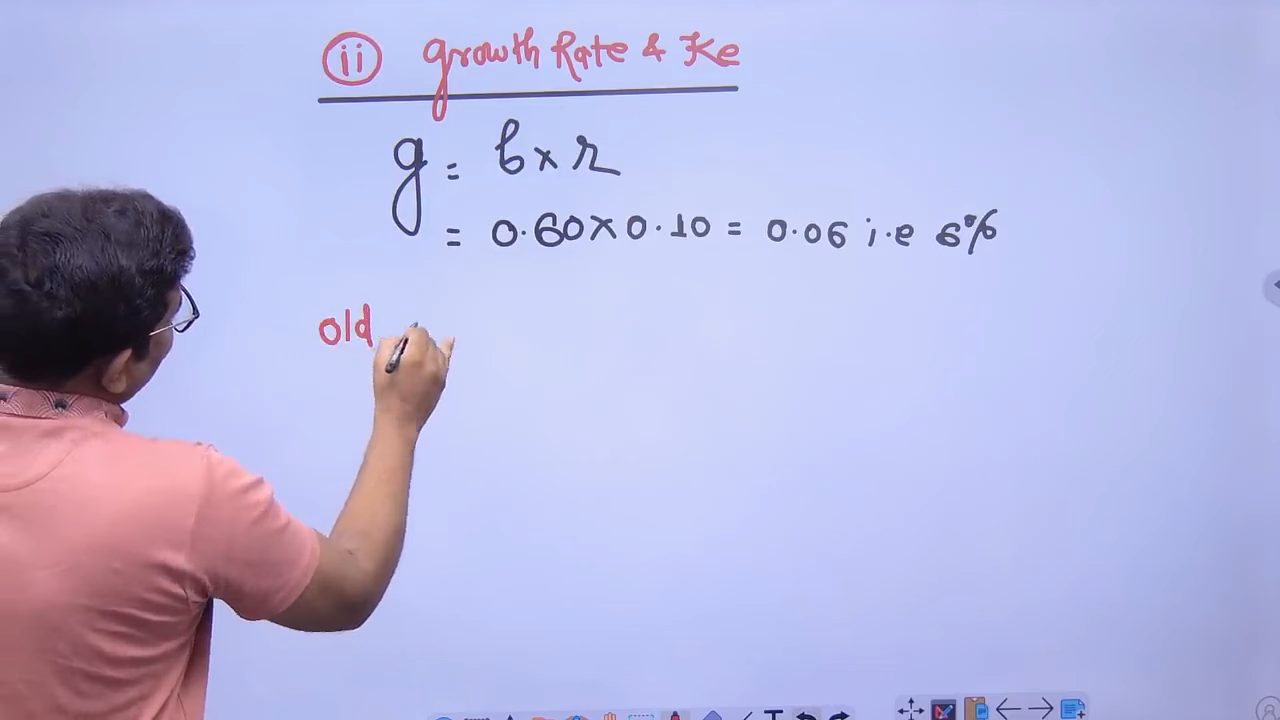 ii growth Rate & Ke
g = b x r
= 0.60 x 0.10 = 0.06 i.e 6%
old